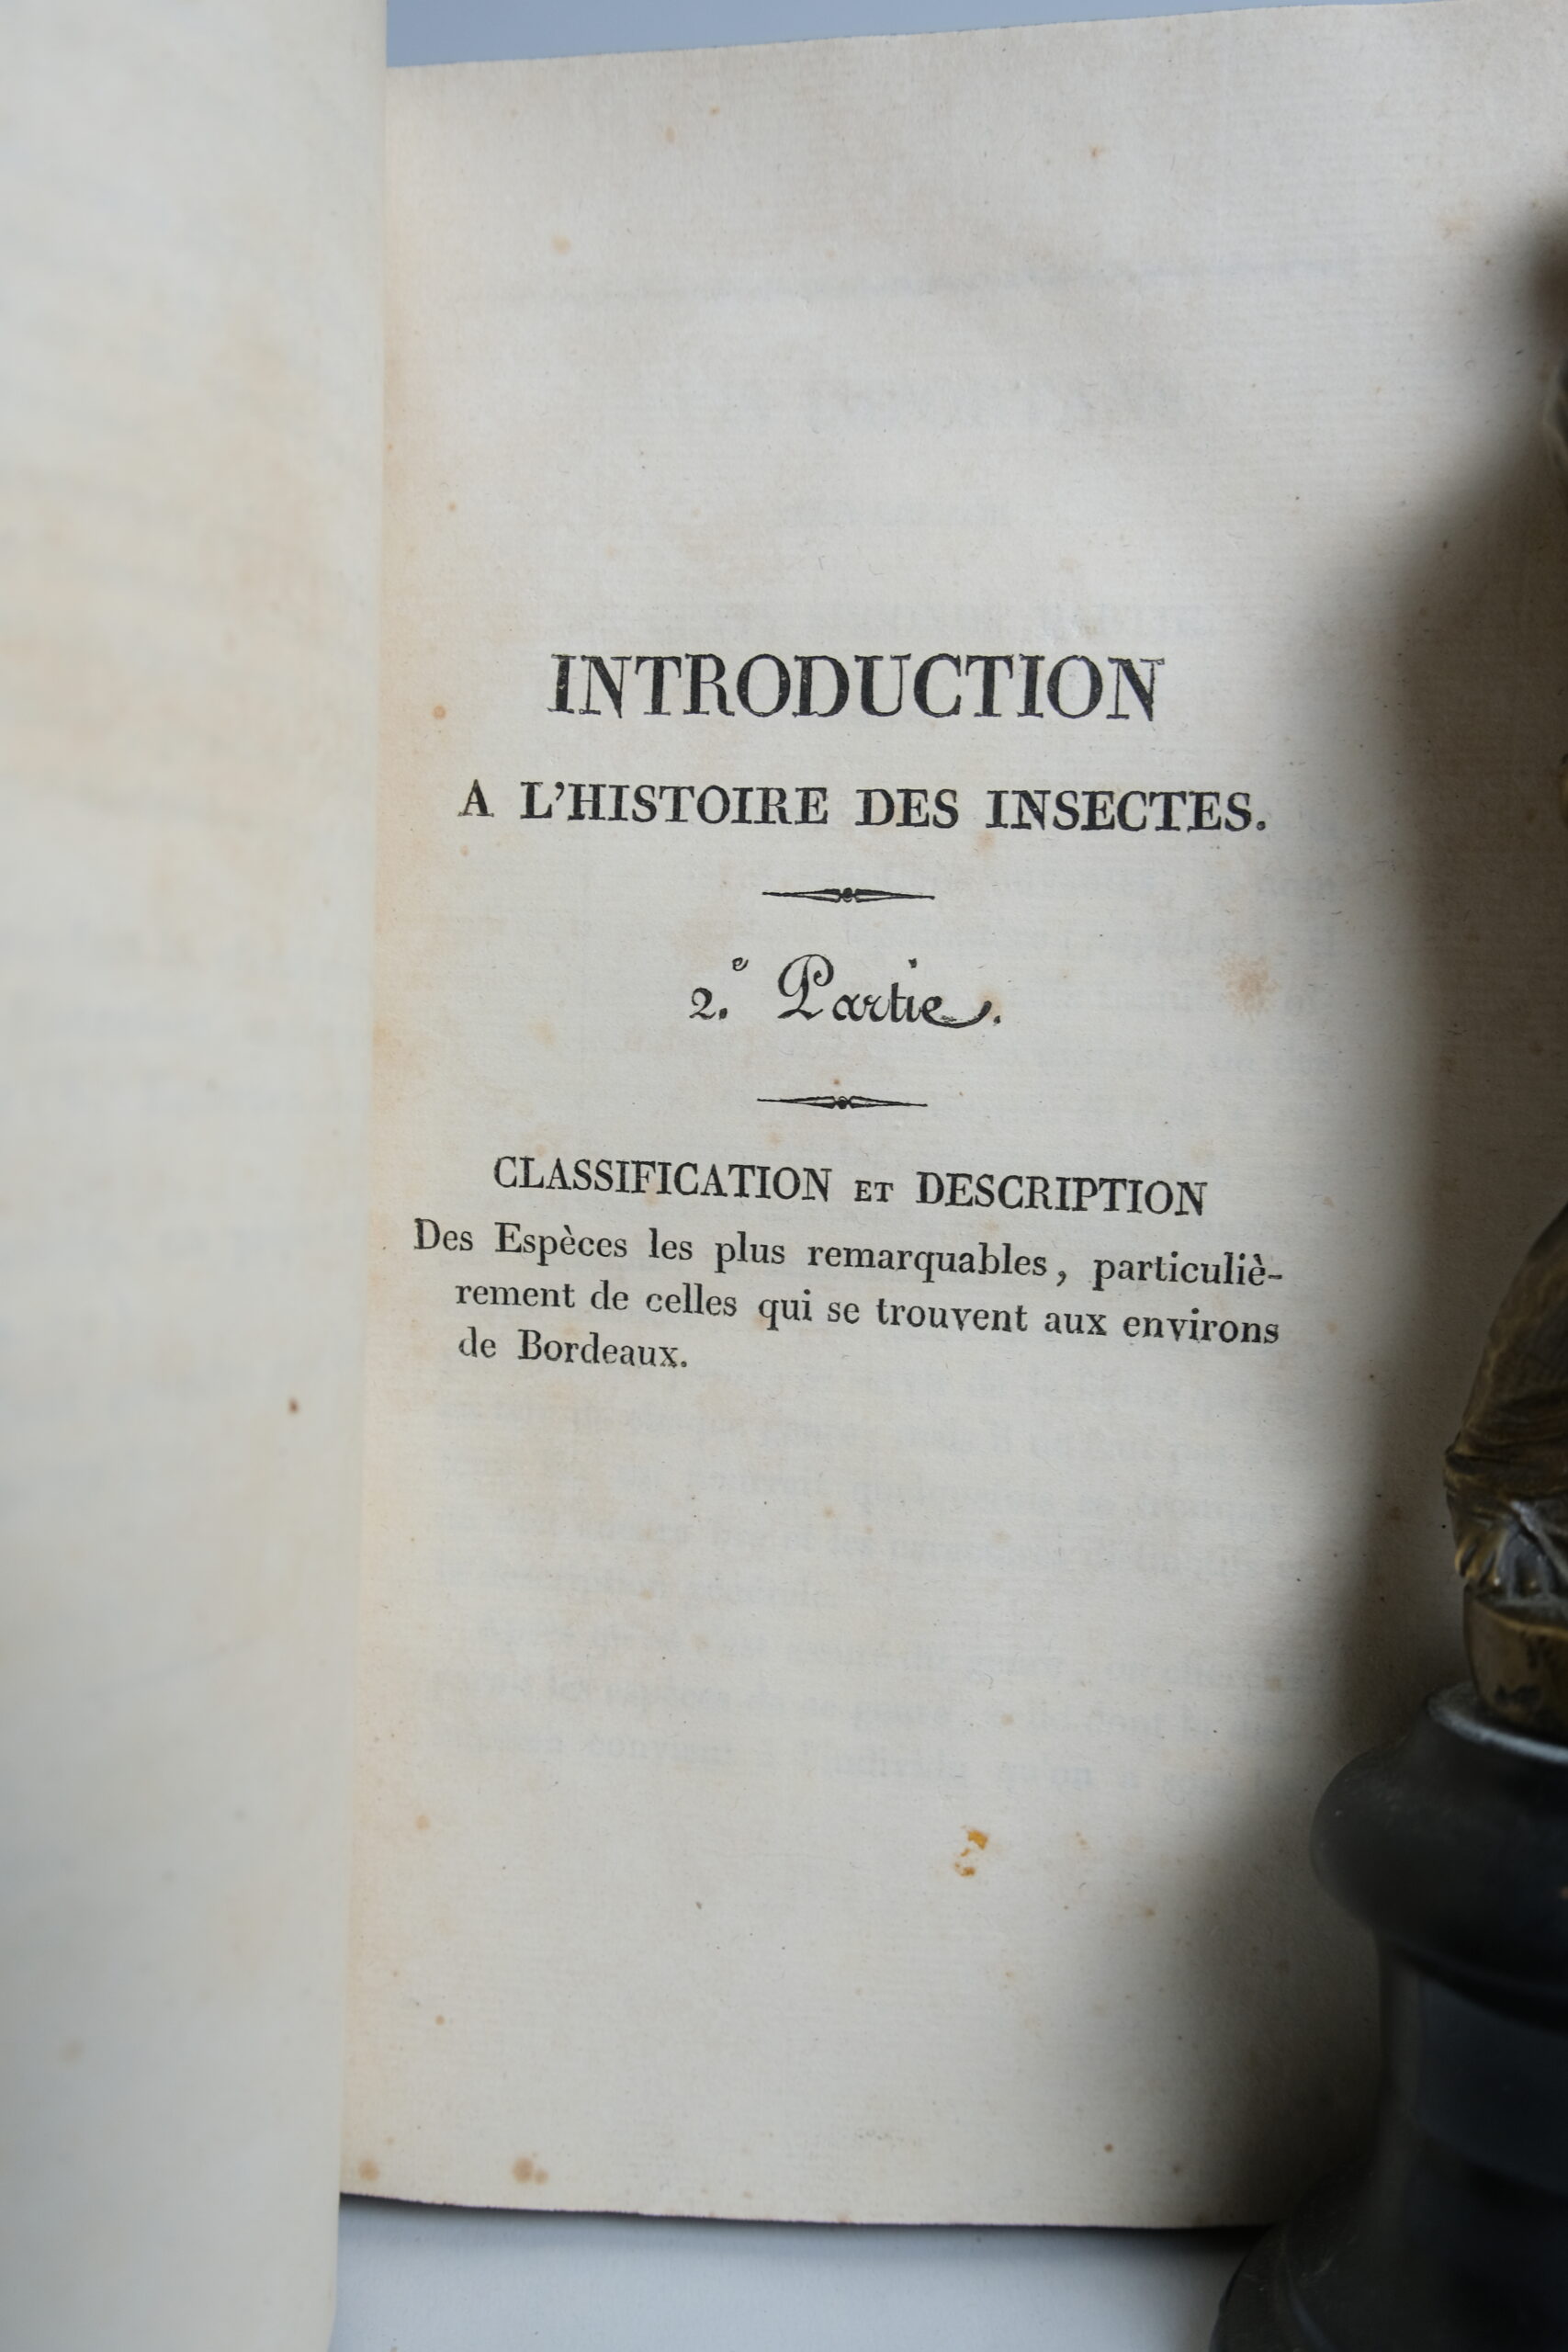 INTRODUCTION
A L'HISTOIRE DES INSECTES.
2.e Partie.
CLASSIFICATION ET DESCRIPTION
Des Espèces les plus remarquables, particuliè-
rement de celles qui se trouvent aux environs
de Bordeaux.